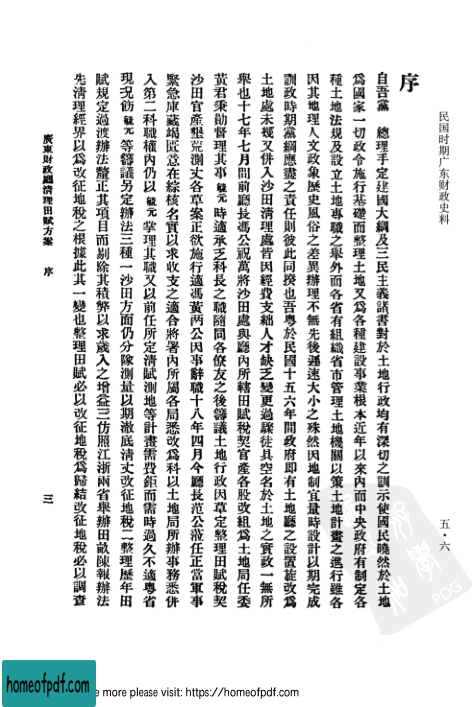 民国时期广东财政史料
五·六
序
自吾黨　總理手定建國大綱及三民主義諸書對於土地行政均有深切之訓示使國民曉然於土地
爲國家一切政令施行基礎而整理土地又爲各種建設事業根本近年以來內而中央政府有制定各
種土地法規及設立土地專職之舉外而各省有組織省市管理土地機關以策土地計畫之進行雖各
因其地理人文政象歷史風俗之差異辦理不無先後遲速大小之殊然因地制宜量時設計以期完成
訓政時期黨綱應盡之責任則彼此同揆也吾粵於民國十五六年間政府即有土地廳之設置旋改爲
土地處未幾又併入沙田清理處皆因經費支絀人才缺乏變更過驟徒具空名於土地之實政一無所
舉也十七年七月間前廳長馮公祝萬將沙田處與廳內所轄田賦稅契官產各股改組爲土地局任委
黃君秉勛督理其事毓元時適承乏科長之職隨同各僚友之後籌議土地行政因草定整理田賦稅契
沙田官產墾荒測丈各草案正欲施行適馮黃兩公因事辭職十八年四月今廳長范公蒞任正當軍事
緊急庫藏竭匱意在綜核名實以求收支之適合將署內所屬各局悉改爲科以土地局所辦事務悉併
入第二科職權內仍以毓元掌理其職又以前任所定清賦測地等計畫需費鉅而需時過久不適粵省
現况飭毓元等籌議另定辦法三種一沙田方面仍分隊測量以期澈底清丈改征地稅二整理歷年田
賦規定過渡辦法釐正其項目而剔除其積弊以求歲入之增益三仿照江浙兩省舉辦田畝陳報辦法
先清理經界以爲改征地稅之根據此其一變也整理田賦必以改征地稅爲歸結改征地稅必以調查
廣東財政廳清理田賦方案　序
三
PDG
homeofpdf.com
e more please visit: https://homeofpdf.com